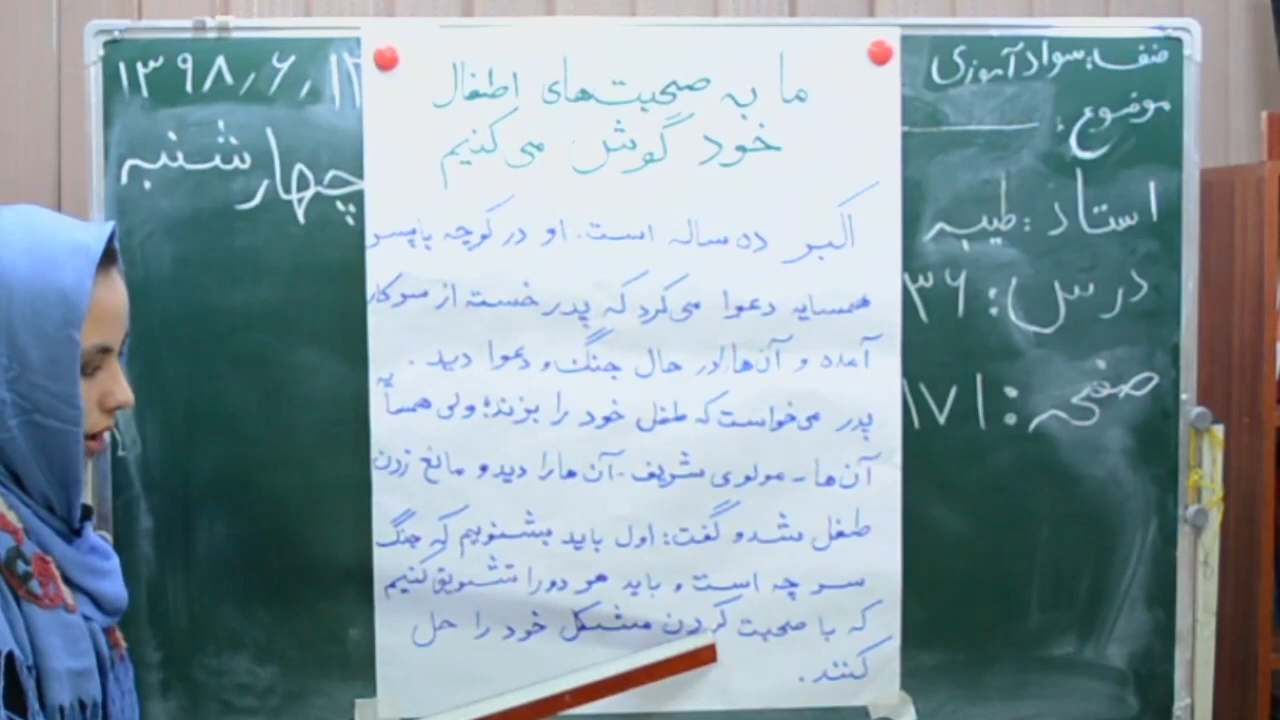 صنف: سواد آموزی
موضوع:
استاد: طیبه
درس: ۳۶
صفحه: ۱۷۱
ما به صحبت‌های اطفال
خود گوش می‌کنیم
اکبر ده ساله است. او در کوچه با پسر
همسایه دعوا می‌کرد که پدر خسته از سر کار
آمده و آن‌ها را در حال جنگ و دعوا دید.
پدر می‌خواست که طفل خود را بزند؛ ولی همسایه
آن‌ها - مولوی شریف - آن‌ها را دید و مانع زدن
طفل شد و گفت: اول باید بشنویم که جنگ
سر چه است و باید هر دو را تشویق کنیم
که با صحبت کردن مشکل خود را حل
کنند.
۱۳۹۸/۶/۱۳
چهارشنبه